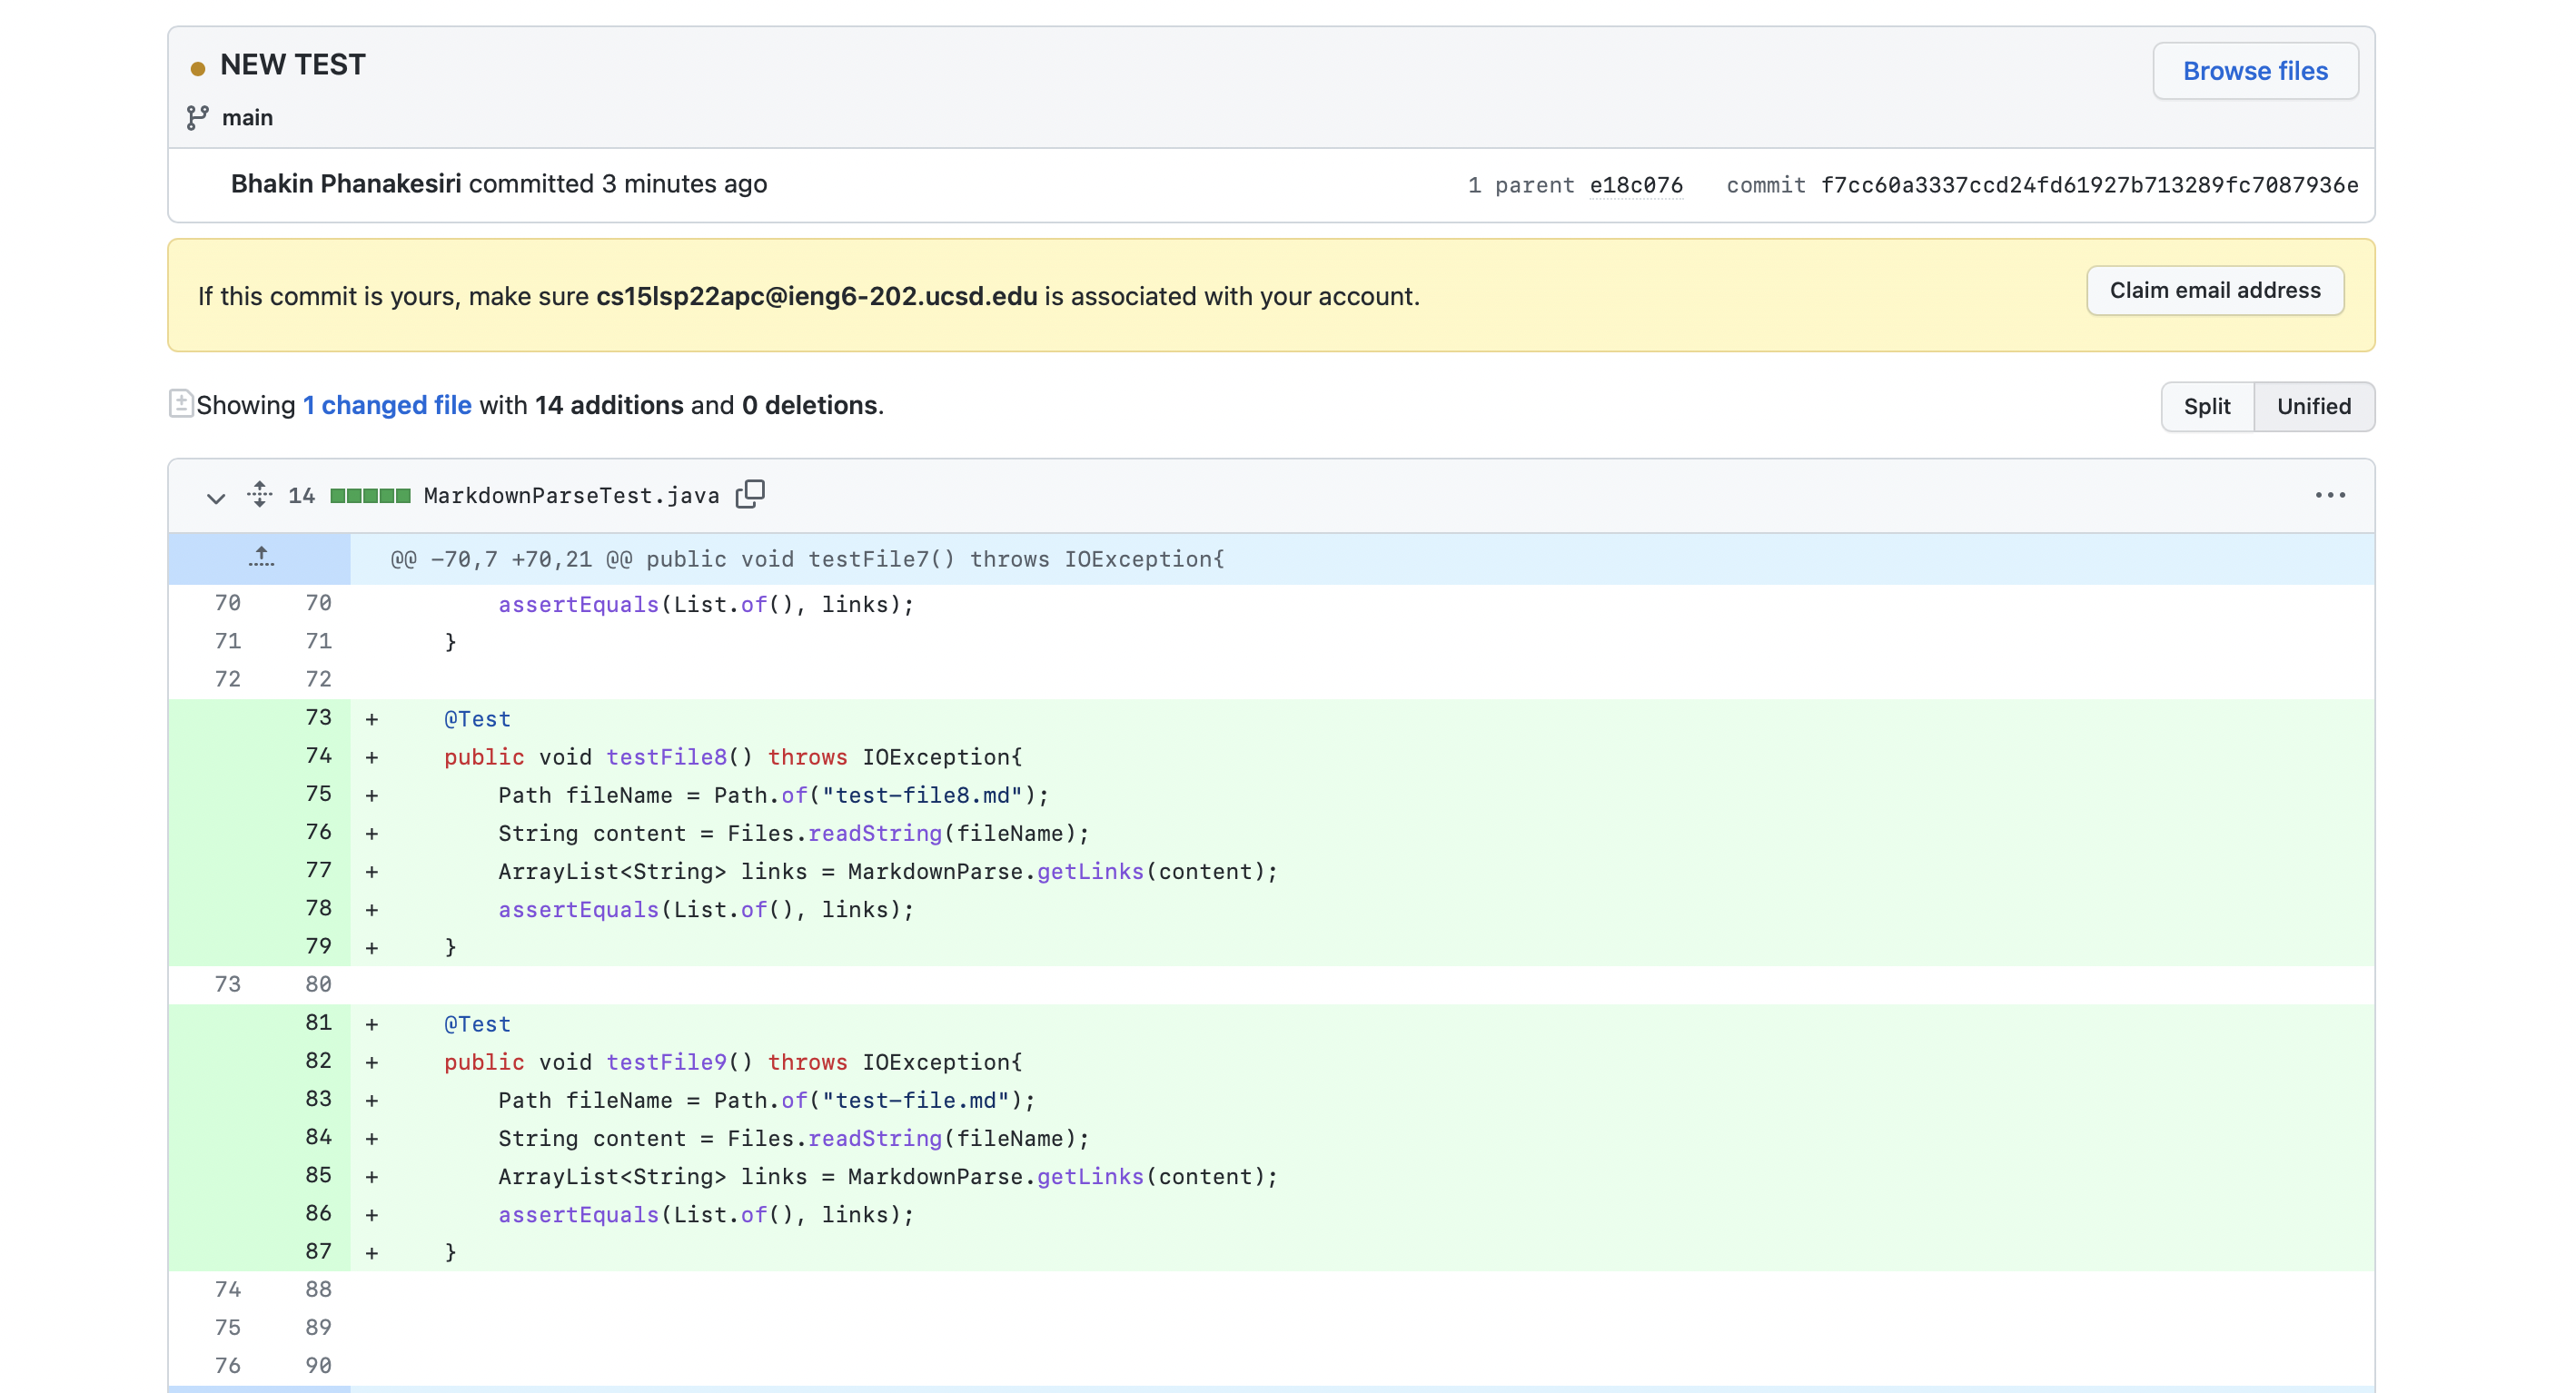 NEW TEST
Browse files
main
Bhakin Phanakesiri committed 3 minutes ago
1 parent e18c076 commit f7cc60a3337ccd24fd61927b713289fc7087936e
If this commit is yours, make sure cs15lsp22apc@ieng6-202.ucsd.edu is associated with your account.
Claim email address
Showing 1 changed file with 14 additions and 0 deletions.
Split Unified
14 MarkdownParseTest.java
@@ -70,7 +70,21 @@ public void testFile7() throws IOException{
70 70 assertEquals(List.of(), links);
71 71 }
72 72
73 + @Test
74 + public void testFile8() throws IOException{
75 + Path fileName = Path.of("test-file8.md");
76 + String content = Files.readString(fileName);
77 + ArrayList<String> links = MarkdownParse.getLinks(content);
78 + assertEquals(List.of(), links);
79 + }
73 80
81 + @Test
82 + public void testFile9() throws IOException{
83 + Path fileName = Path.of("test-file.md");
84 + String content = Files.readString(fileName);
85 + ArrayList<String> links = MarkdownParse.getLinks(content);
86 + assertEquals(List.of(), links);
87 + }
74 88
75 89
76 90